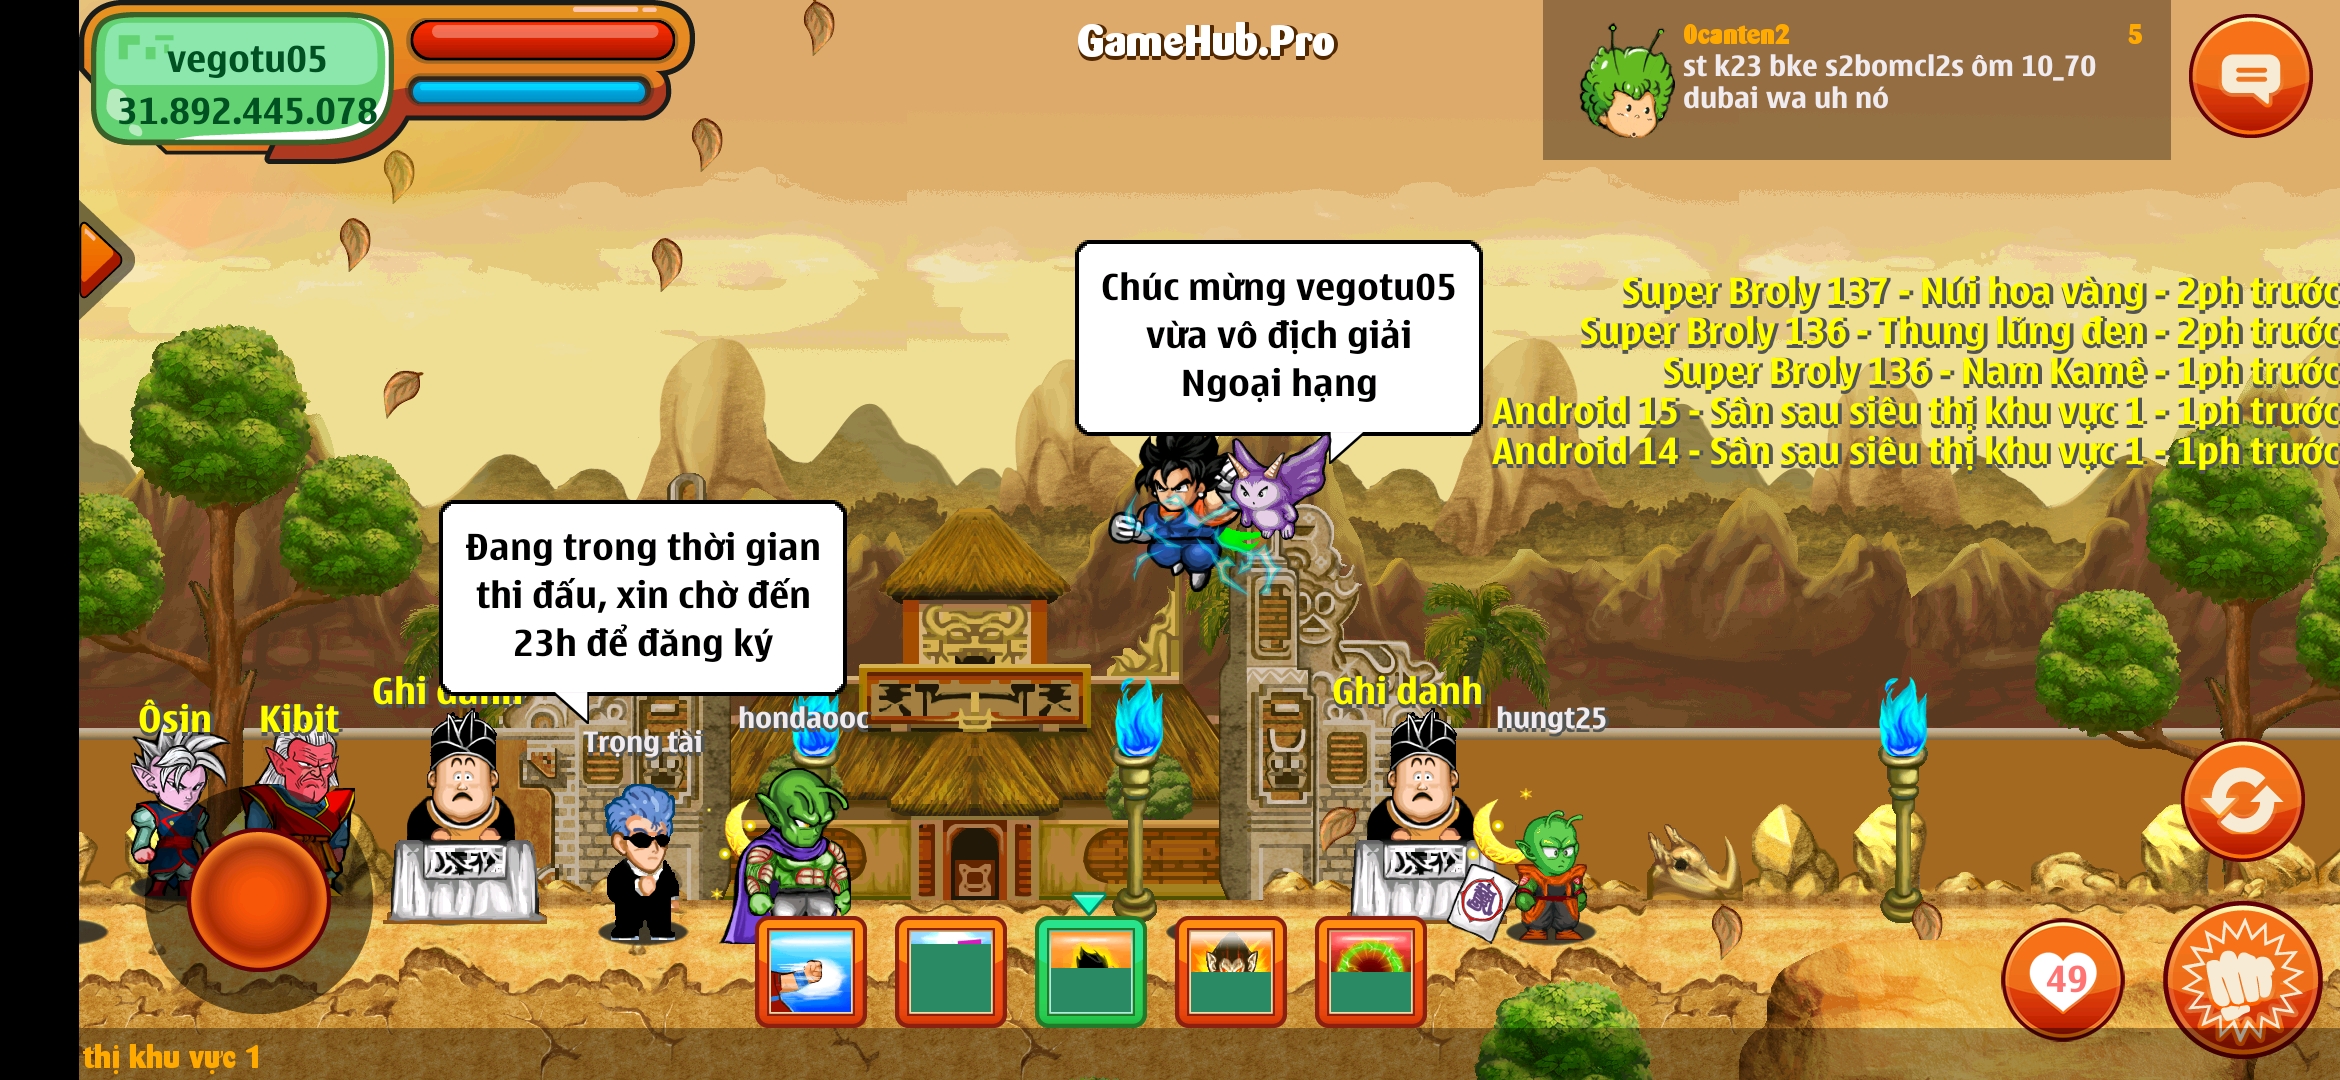 vegotu05
31.892.445.078
GameHub.Pro
0canten2
5
st k23 bke s2bomcl2s ôm 10_70
dubai wa uh nó
Chúc mừng vegotu05
vừa vô địch giải
Ngoại hạng
Super Broly 137 - Núi hoa vàng - 2ph trước
Super Broly 136 - Thung lũng đen - 2ph trước
Super Broly 136 - Nam Kamê - 1ph trước
Android 15 - Sân sau siêu thị khu vực 1 - 1ph trước
Android 14 - Sân sau siêu thị khu vực 1 - 1ph trước
Đang trong thời gian
thi đấu, xin chờ đến
23h để đăng ký
Ôsin
Kibit
Ghi danh
Trọng tài
hondaooc
Ghi danh
hungt25
49
thị khu vực 1